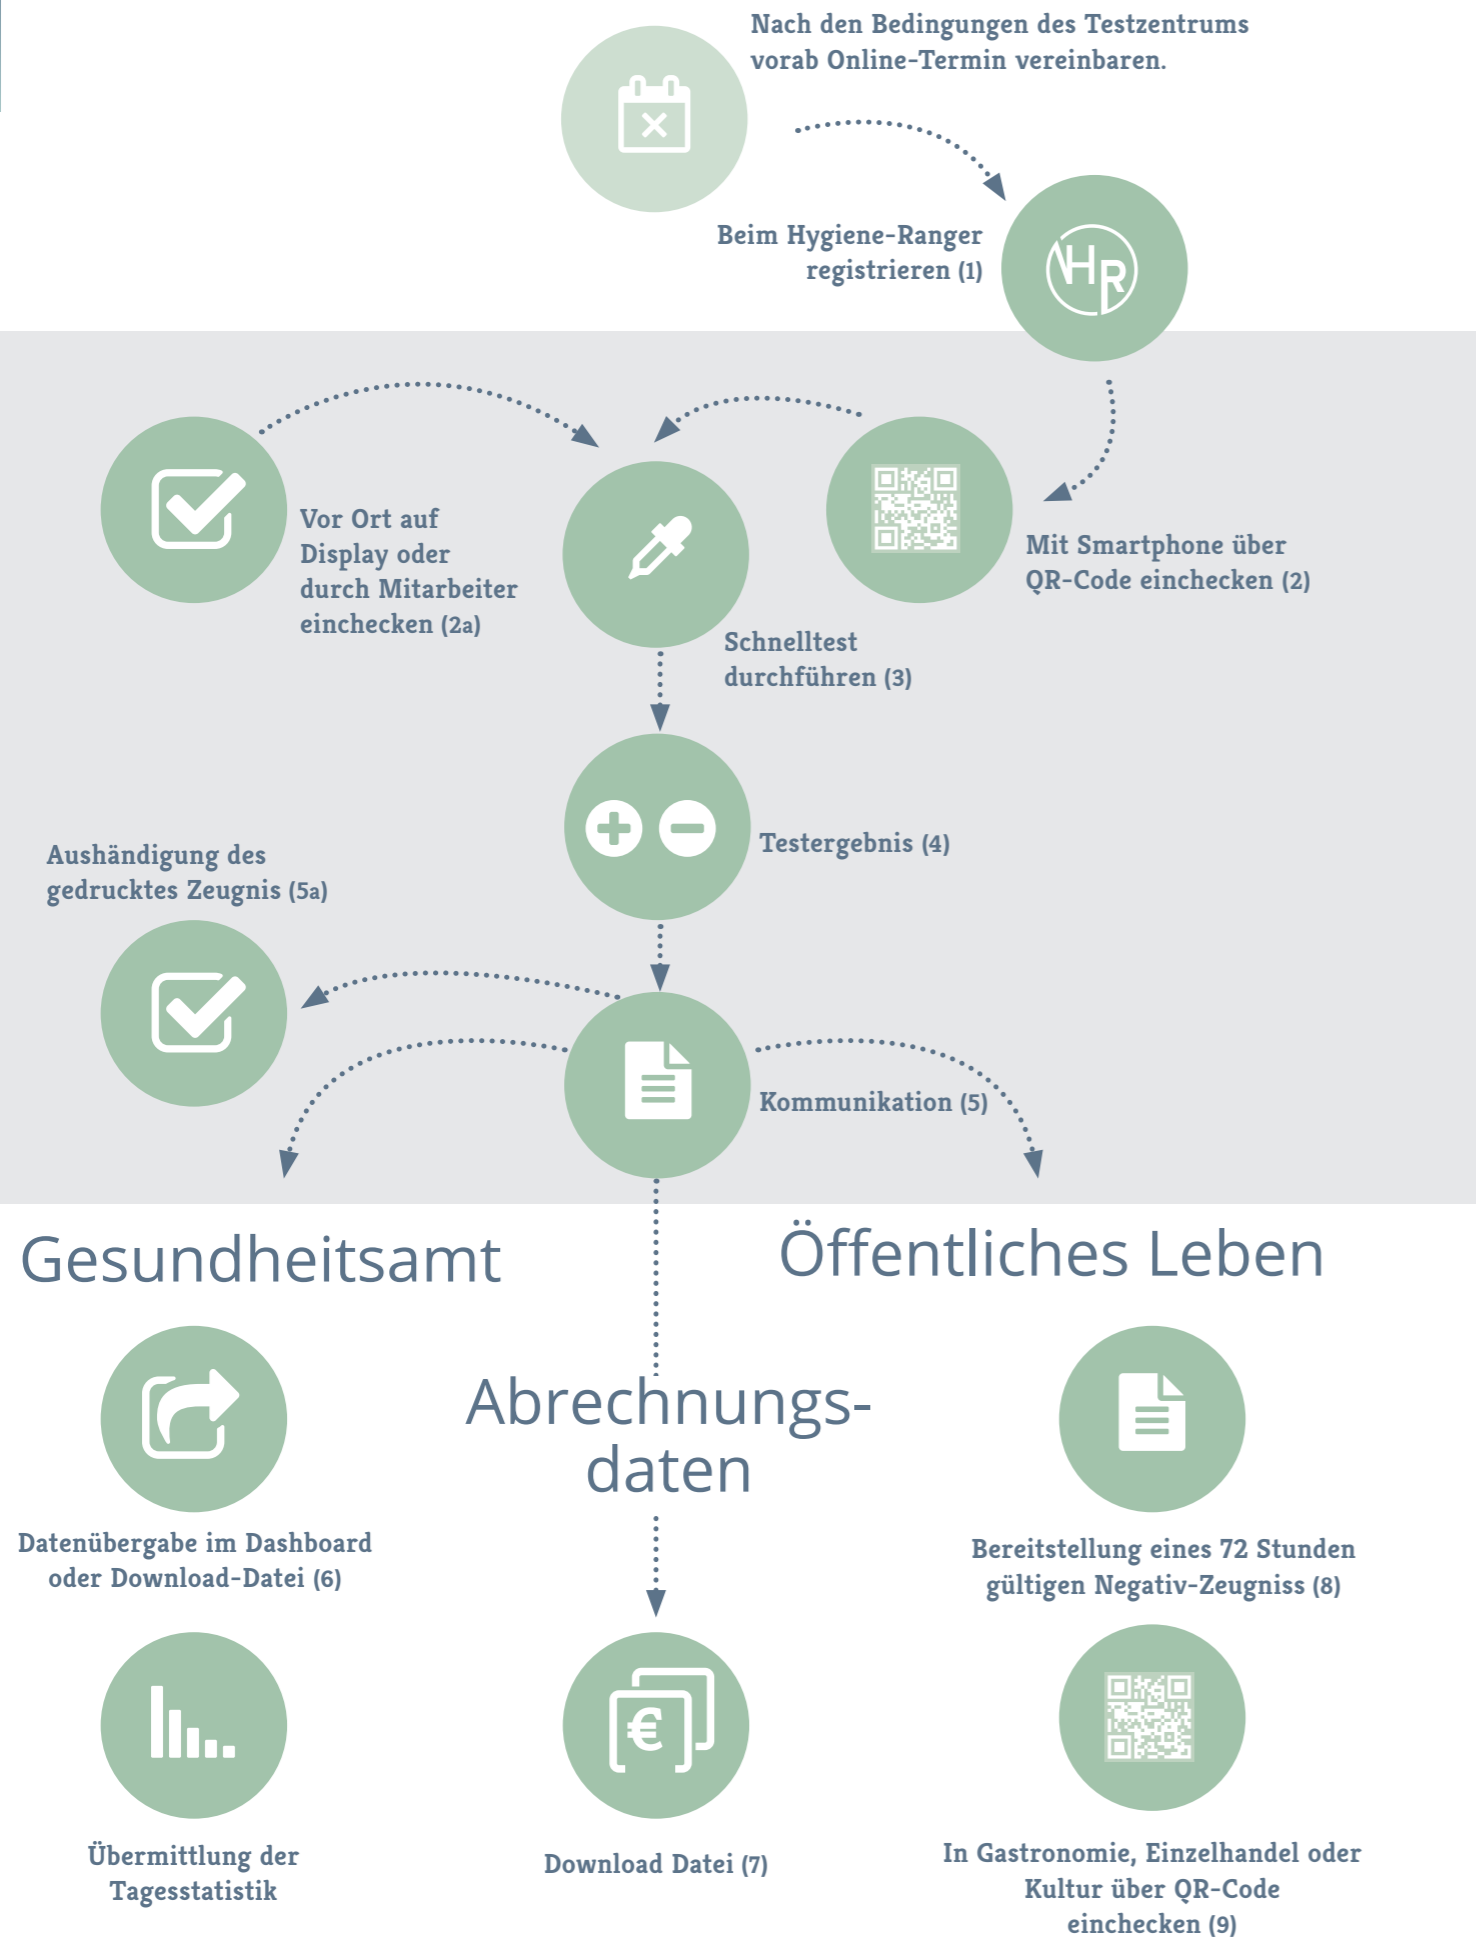 Nach den Bedingungen des Testzentrums
vorab Online-Termin vereinbaren.
Beim Hygiene-Ranger
registrieren (1)
HR
Vor Ort auf
Display oder
durch Mitarbeiter
einchecken (2a)
Mit Smartphone über
QR-Code einchecken (2)
Schnelltest
durchführen (3)
Testergebnis (4)
Aushändigung des
gedrucktes Zeugnis (5a)
Kommunikation (5)
Gesundheitsamt
Öffentliches Leben
Abrechnungs-
daten
Datenübergabe im Dashboard
oder Download-Datei (6)
Bereitstellung eines 72 Stunden
gültigen Negativ-Zeugniss (8)
€
Übermittlung der
Tagesstatistik
Download Datei (7)
In Gastronomie, Einzelhandel oder
Kultur über QR-Code
einchecken (9)